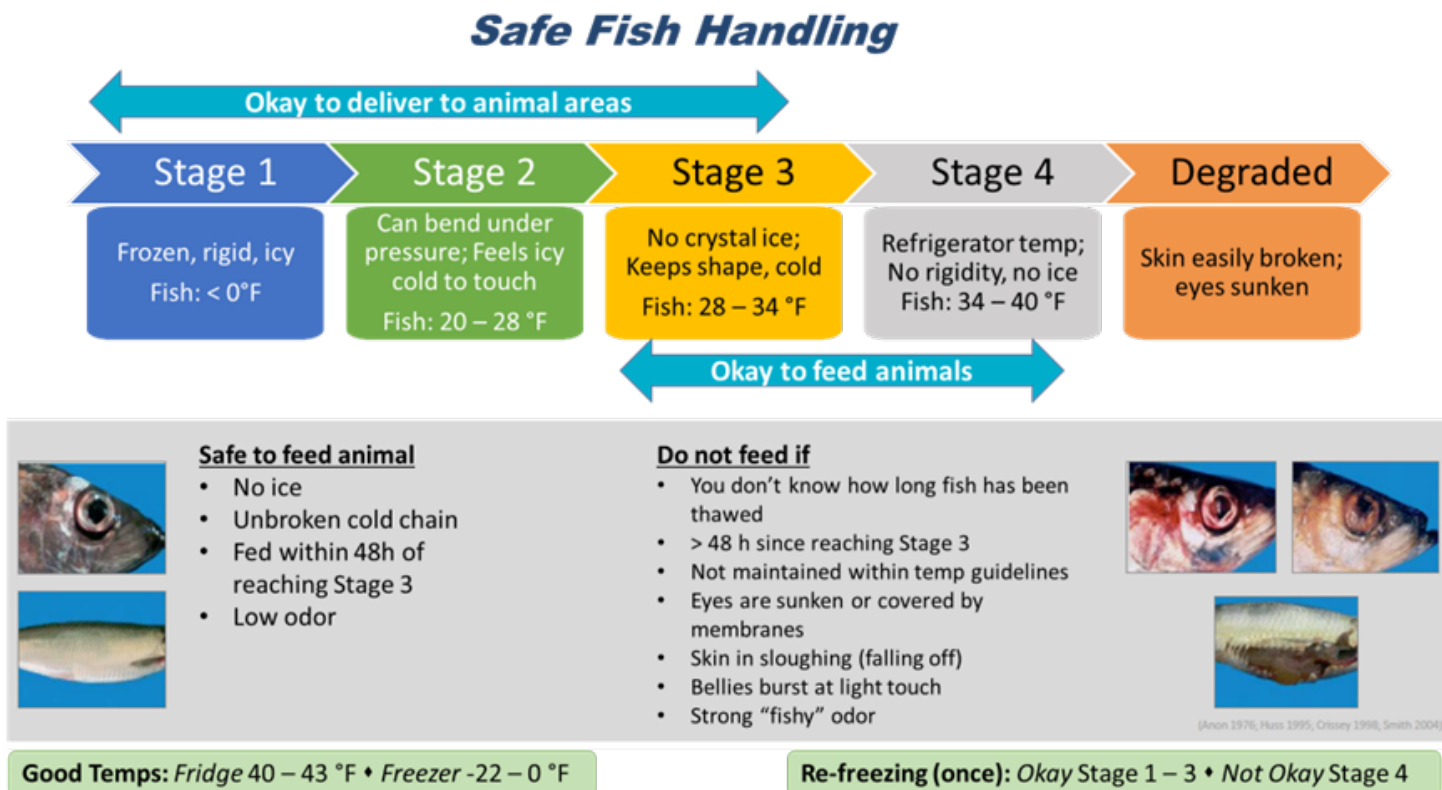 Safe Fish Handling
Okay to deliver to animal areas
Stage 1
Stage 2
Stage 3
Stage 4
Degraded
Frozen, rigid, icy
Fish: < 0°F
Can bend under
pressure; Feels icy
cold to touch
Fish: 20 – 28 °F
No crystal ice;
Keeps shape, cold
Fish: 28 – 34 °F
Refrigerator temp;
No rigidity, no ice
Fish: 34 – 40 °F
Skin easily broken;
eyes sunken
Okay to feed animals
Safe to feed animal
• No ice
• Unbroken cold chain
• Fed within 48h of
reaching Stage 3
• Low odor
Do not feed if
• You don’t know how long fish has been
thawed
• > 48 h since reaching Stage 3
• Not maintained within temp guidelines
• Eyes are sunken or covered by
membranes
• Skin in sloughing (falling off)
• Bellies burst at light touch
• Strong “fishy” odor
(Anon 1976; Huss 1995; Crissey 1998; Smith 2004)
Good Temps: Fridge 40 – 43 °F • Freezer -22 – 0 °F
Re-freezing (once): Okay Stage 1 – 3 • Not Okay Stage 4